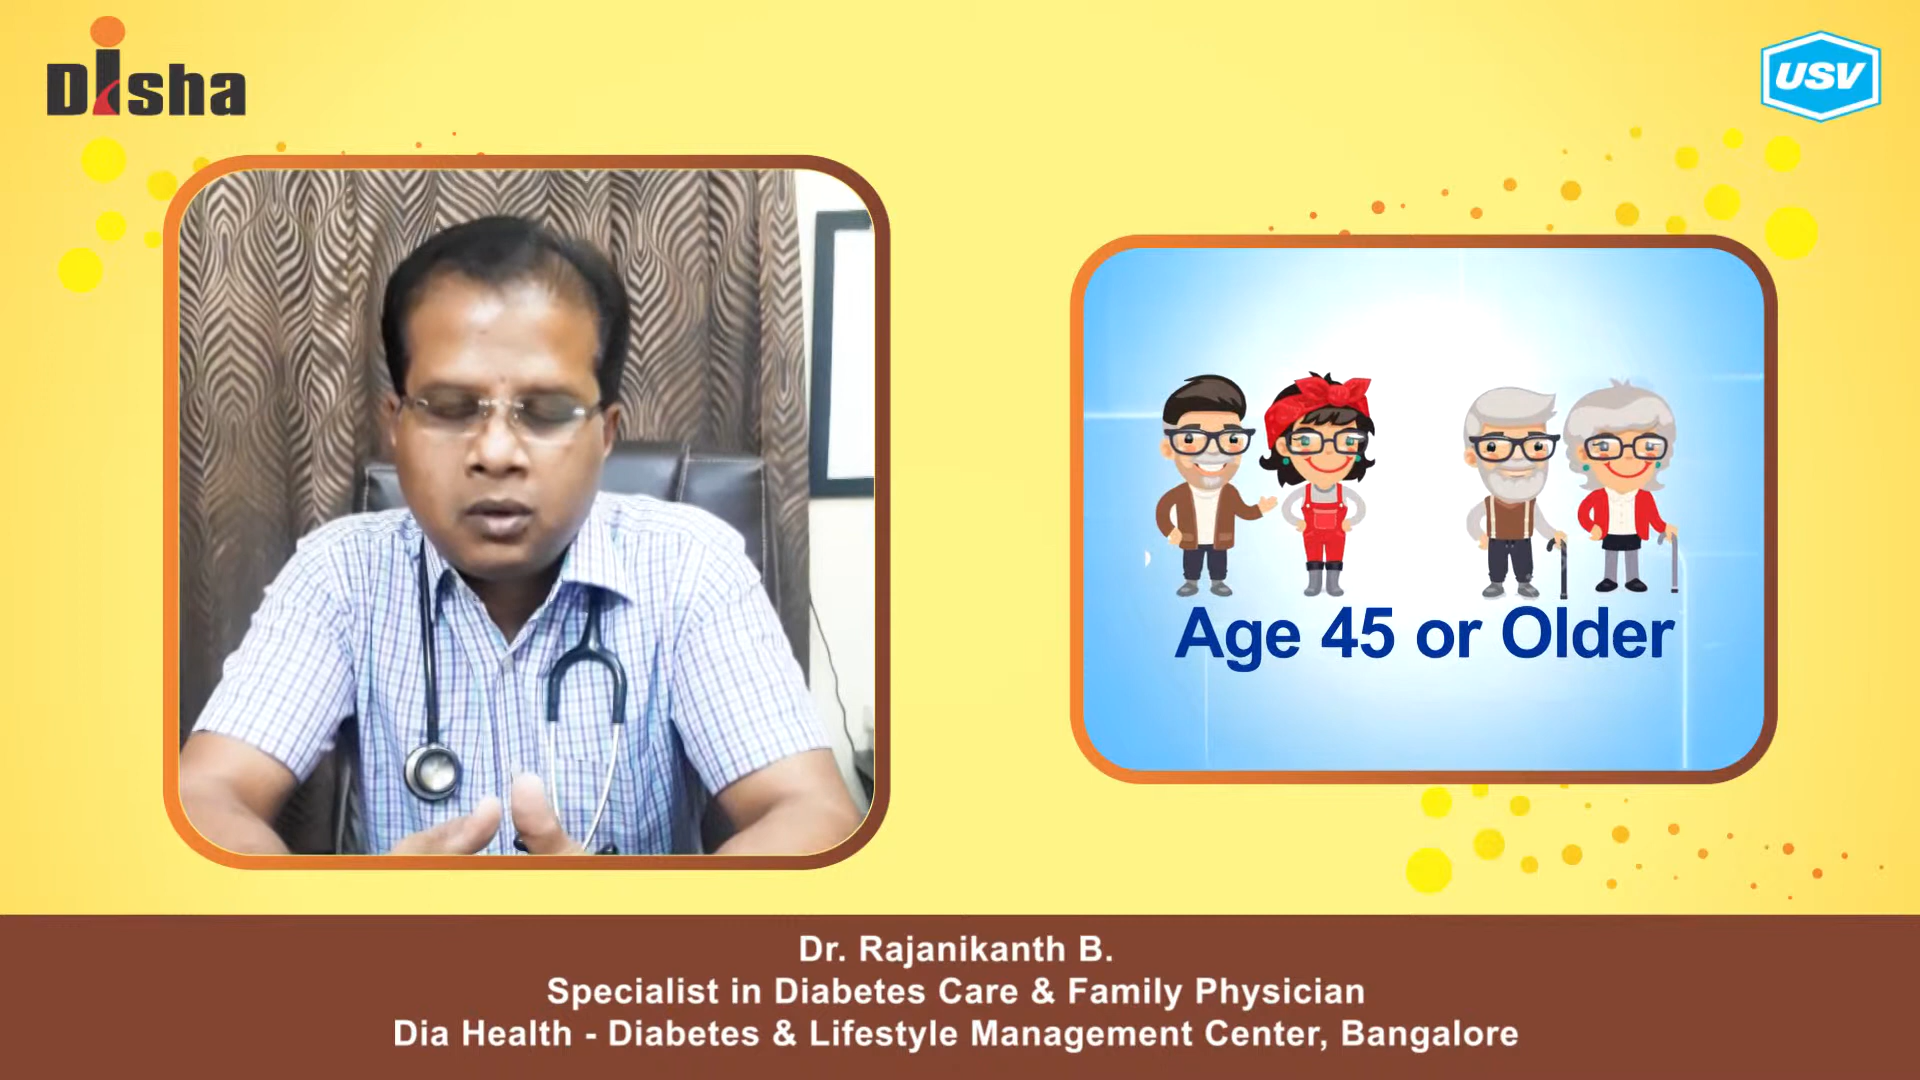 Disha
USV
Age 45 or Older
Dr. Rajanikanth B.
Specialist in Diabetes Care & Family Physician
Dia Health - Diabetes & Lifestyle Management Center, Bangalore